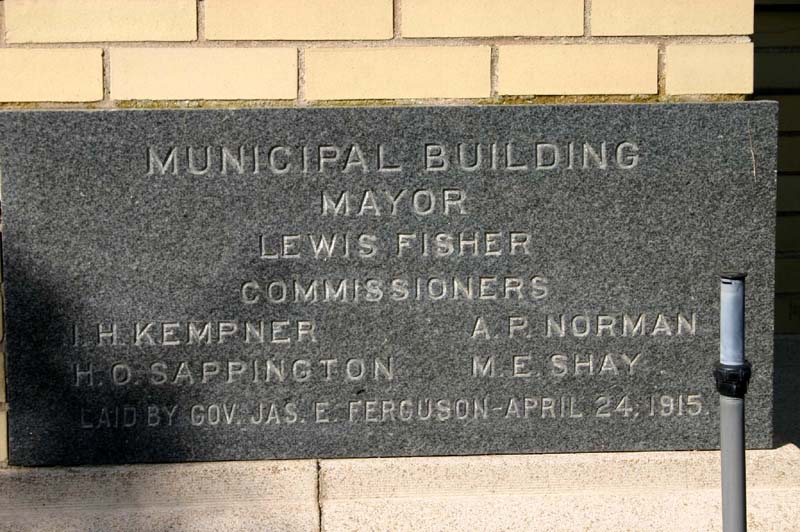 MUNICIPAL BUILDING
MAYOR
LEWIS FISHER
COMMISSIONERS
I.H. KEMPNER A.P. NORMAN
H.O. SAPPINGTON M.E. SHAY
LAID BY GOV. JAS. E. FERGUSON-APRIL 24, 1915.